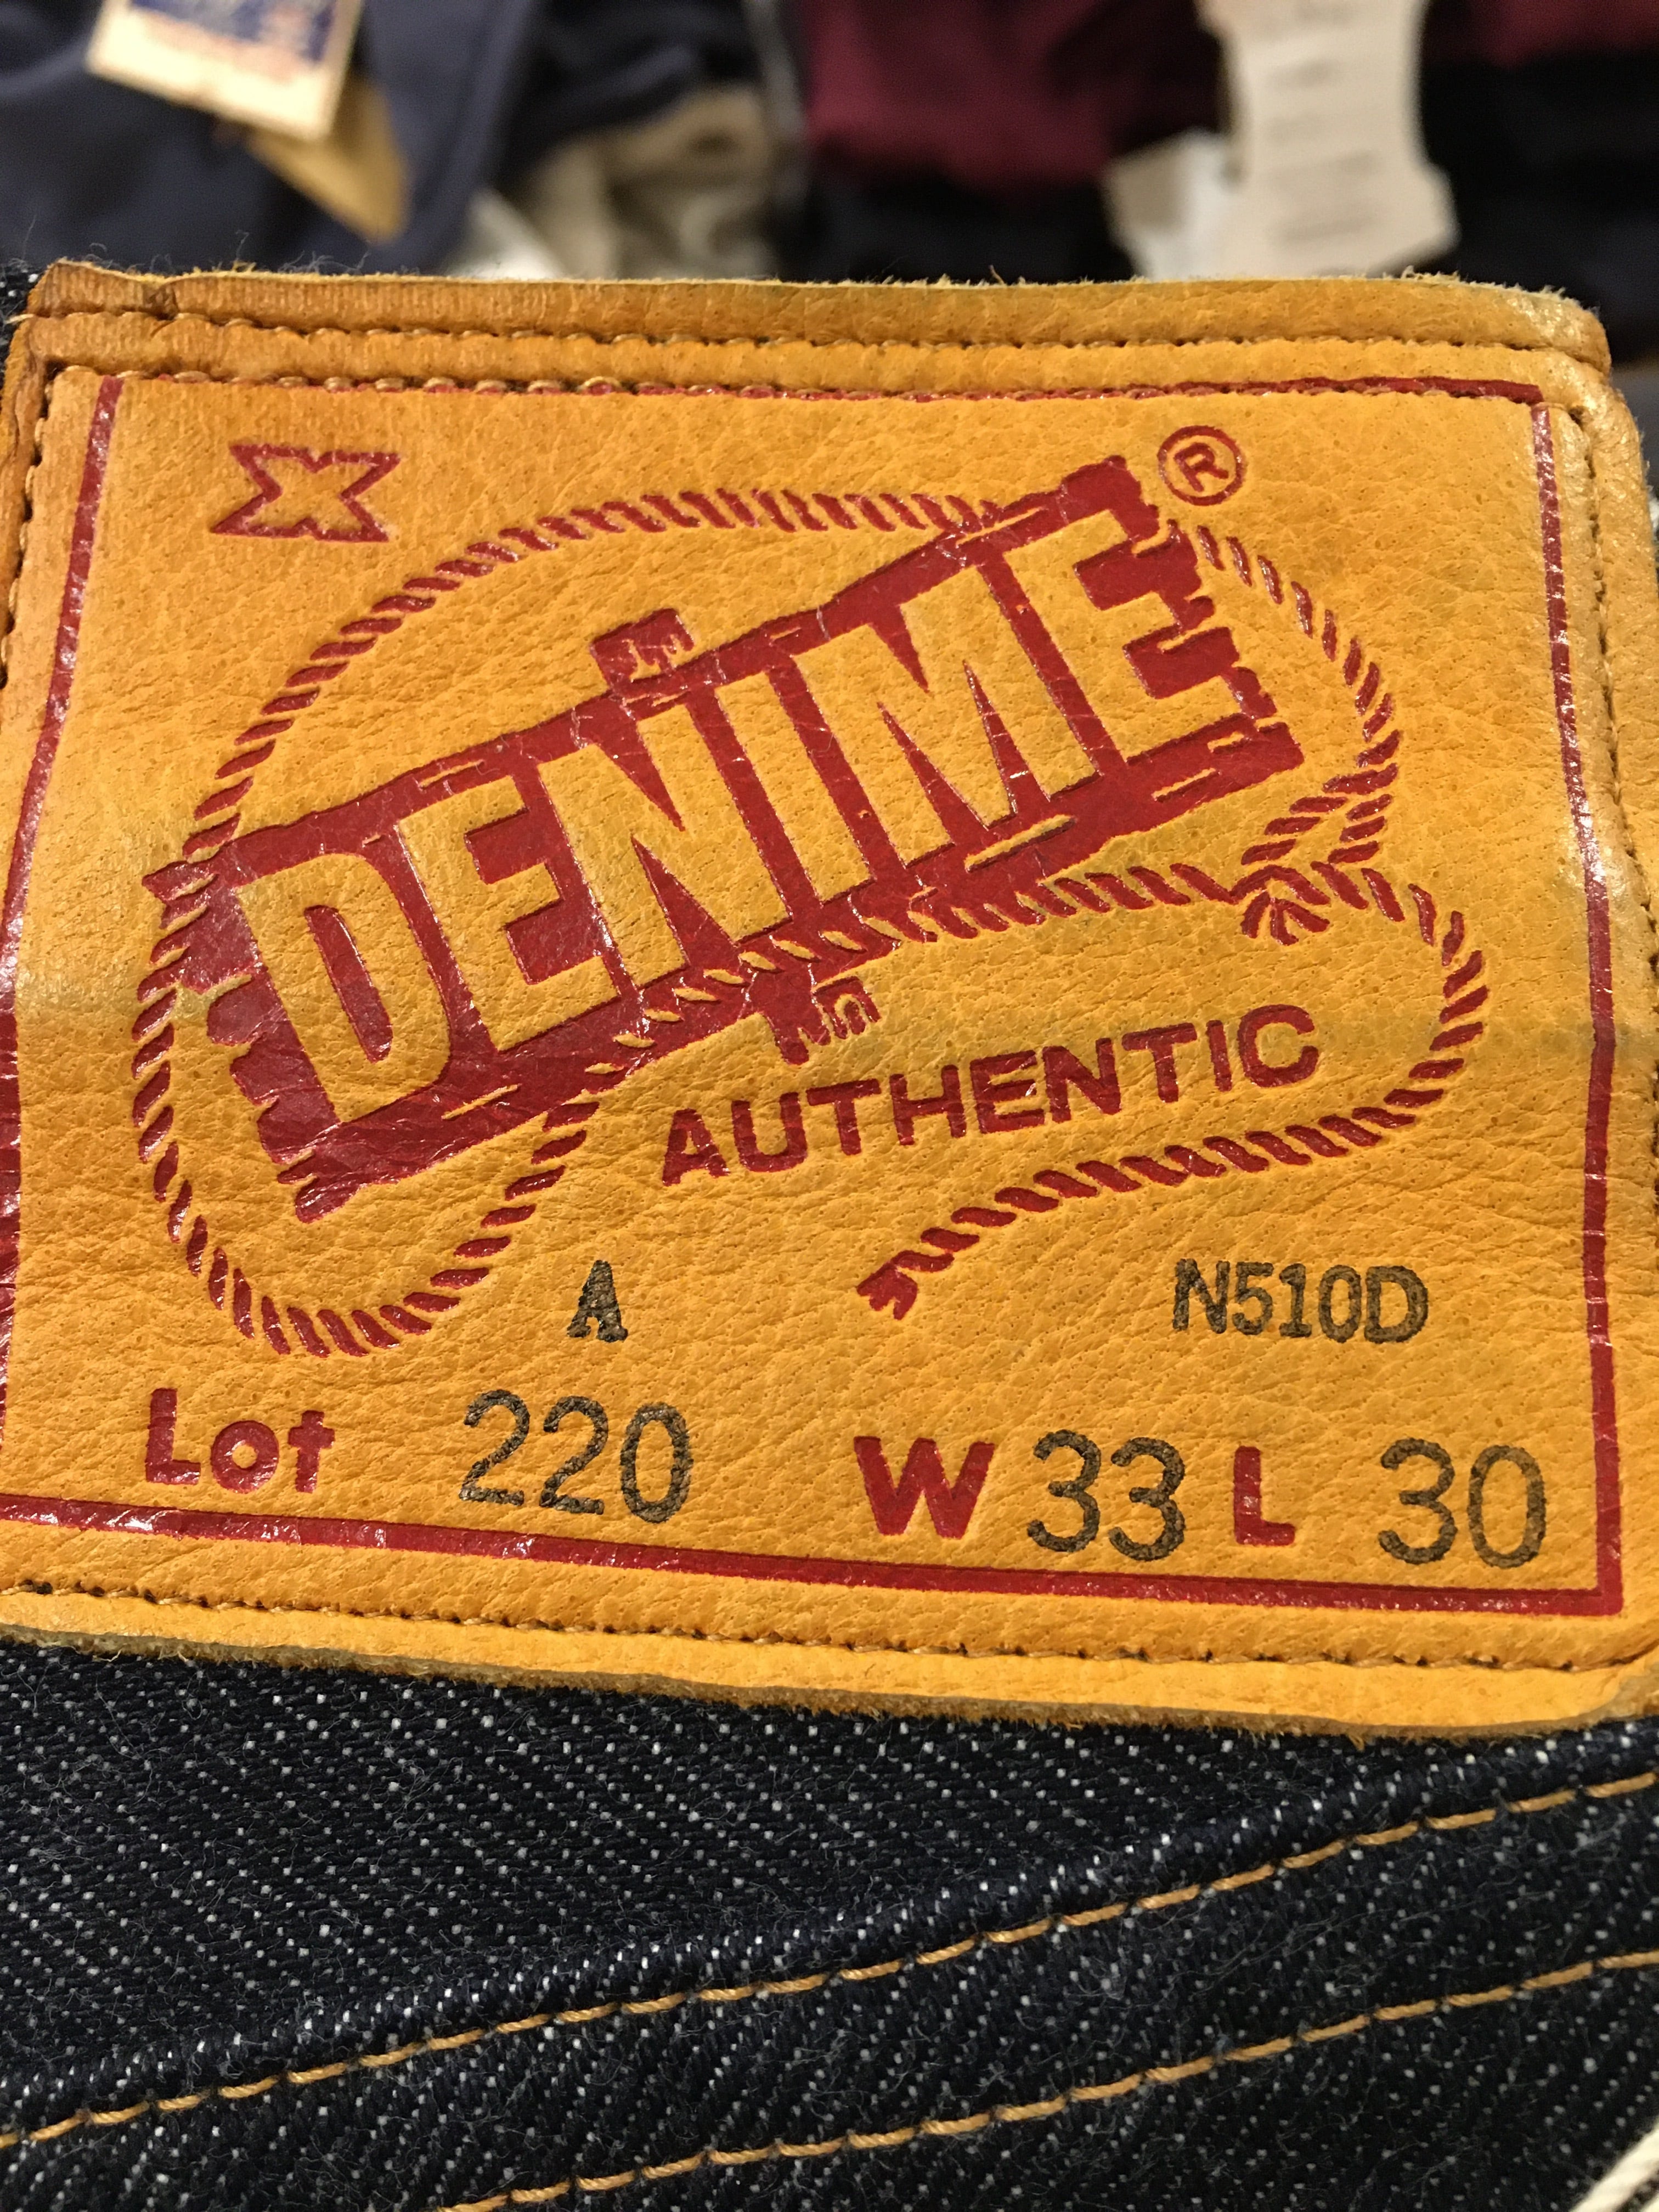 X
DENIME®
AUTHENTIC
A N510D
Lot 220 W 33 L 30